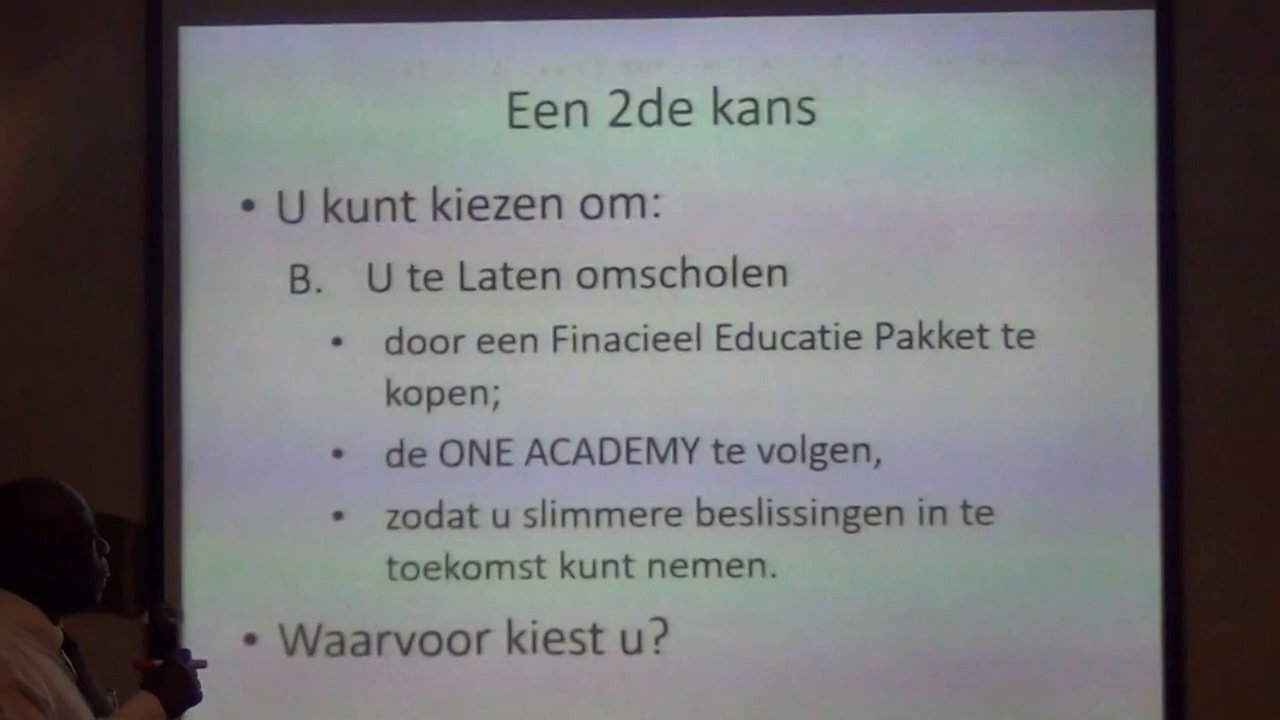 Een 2de kans
• U kunt kiezen om:
B. U te Laten omscholen
• door een Finacieel Educatie Pakket te
kopen;
• de ONE ACADEMY te volgen,
• zodat u slimmere beslissingen in te
toekomst kunt nemen.
• Waarvoor kiest u?